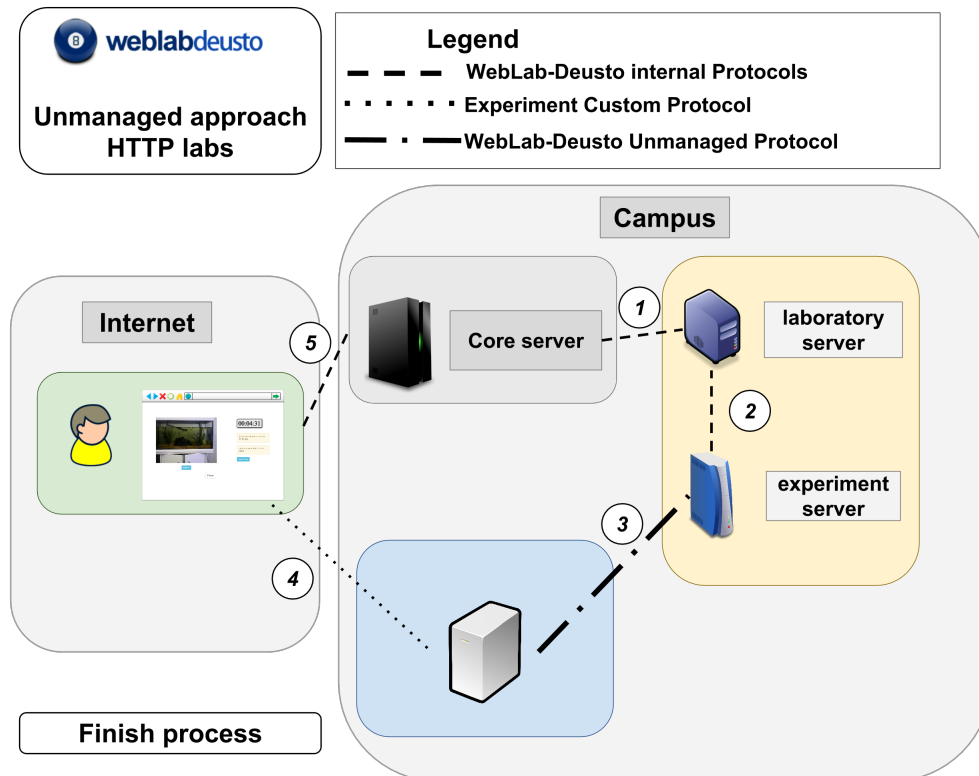 8 weblabdeusto
Unmanaged approach
HTTP labs
Legend
WebLab-Deusto internal Protocols
Experiment Custom Protocol
WebLab-Deusto Unmanaged Protocol
Campus
Internet
Core server
laboratory
server
experiment
server
1
2
3
4
5
00:04:31
Finish process